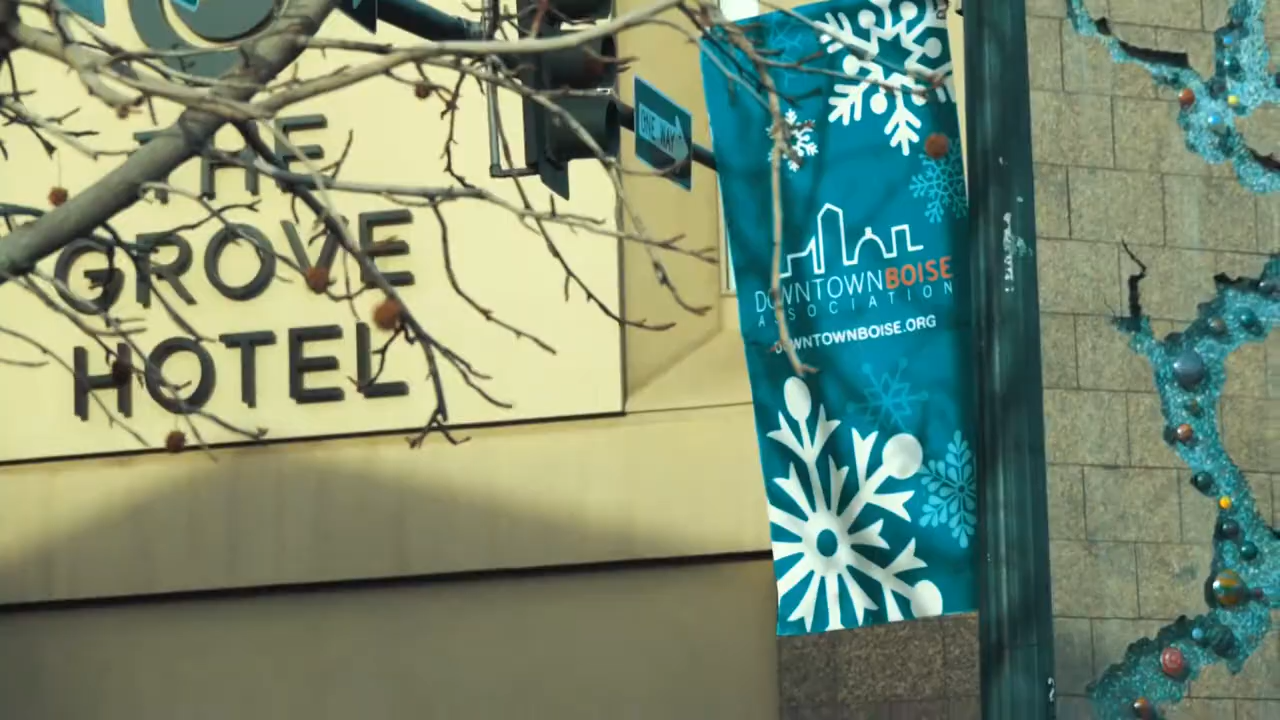 THE
GROVE
HOTEL
ONE WAY
DOWNTOWNBOISE
ASSOCIATION
DOWNTOWNBOISE.ORG